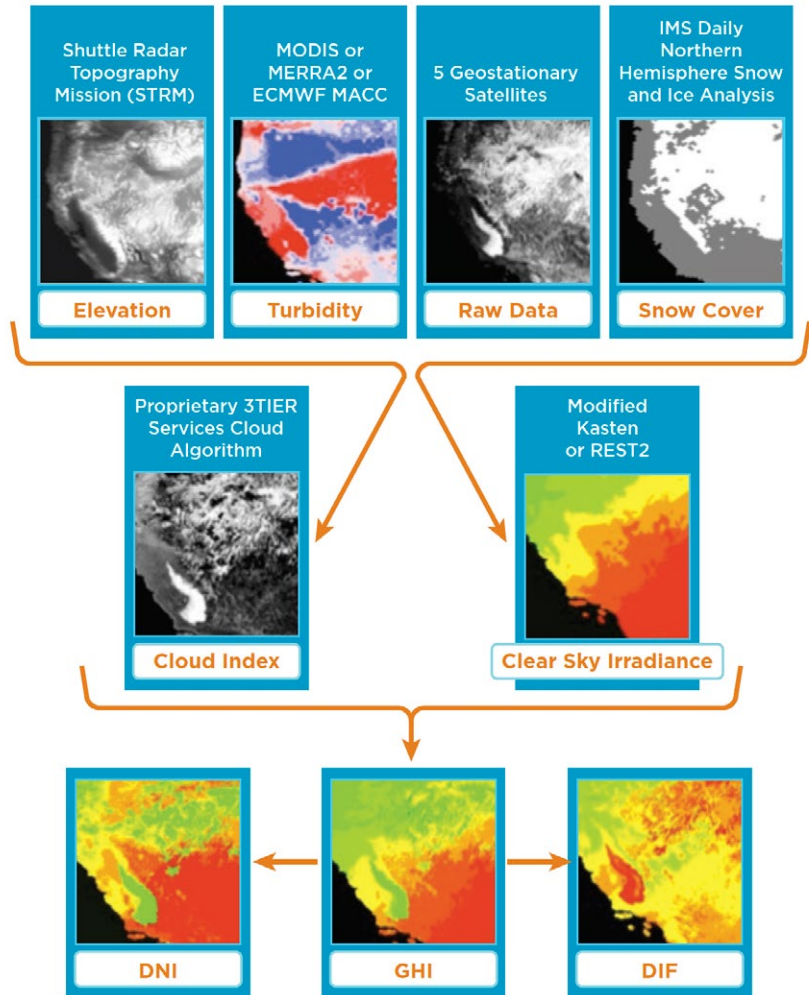 Shuttle Radar
Topography
Mission (STRM)
Elevation
MODIS or
MERRA2 or
ECMWF MACC
Turbidity
5 Geostationary
Satellites
Raw Data
IMS Daily
Northern
Hemisphere Snow
and Ice Analysis
Snow Cover
Proprietary 3TIER
Services Cloud
Algorithm
Cloud Index
Modified
Kasten
or REST2
Clear Sky Irradiance
DNI
GHI
DIF